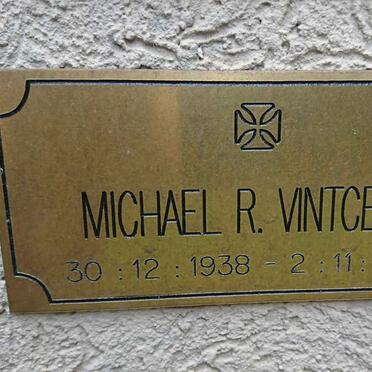 MICHAEL R. VINTCE
30 : 12 : 1938 - 2 : 11 :